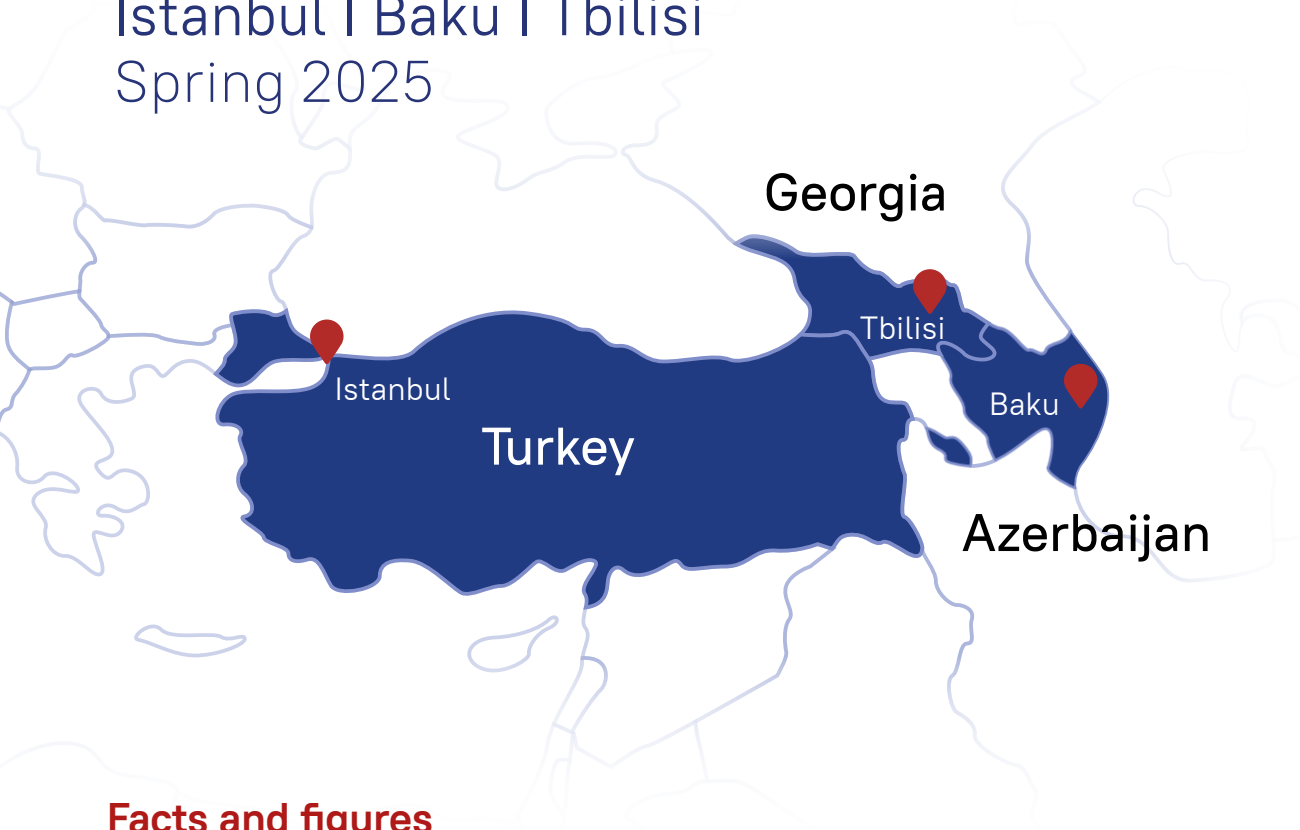 Istanbul I Baku I Tbilisi
Spring 2025
Georgia
Tbilisi
Istanbul
Baku
Turkey
Azerbaijan
Facts and figures